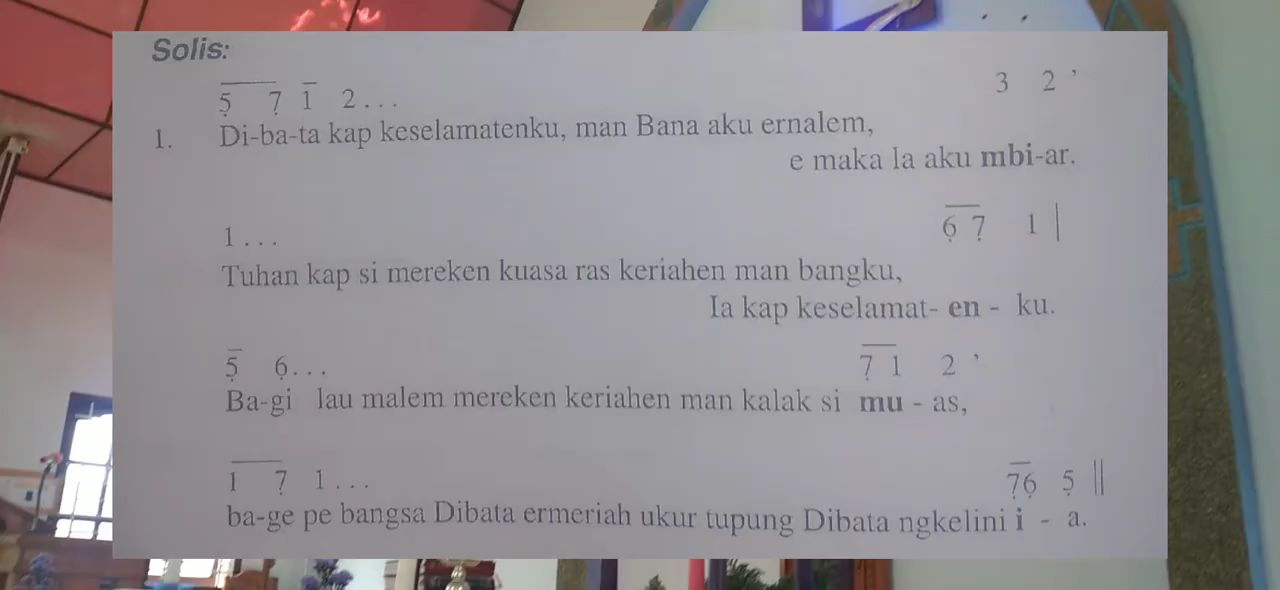 Solis:
5̣ 7̣ 1 2...
3 2 ’
1. Di-ba-ta kap keselamatenku, man Bana aku ernalem,
e maka la aku mbi-ar.
1...
6̣ 7̣ 1 |
Tuhan kap si mereken kuasa ras keriahen man bangku,
Ia kap keselamat- en - ku.
5̣ 6̣...
7̣ 1 2 ’
Ba-gi lau malem mereken keriahen man kalak si mu - as,
1 7̣ 1...
7̣6̣ 5̣ ||
ba-ge pe bangsa Dibata ermeriah ukur tupung Dibata ngkelini i - a.